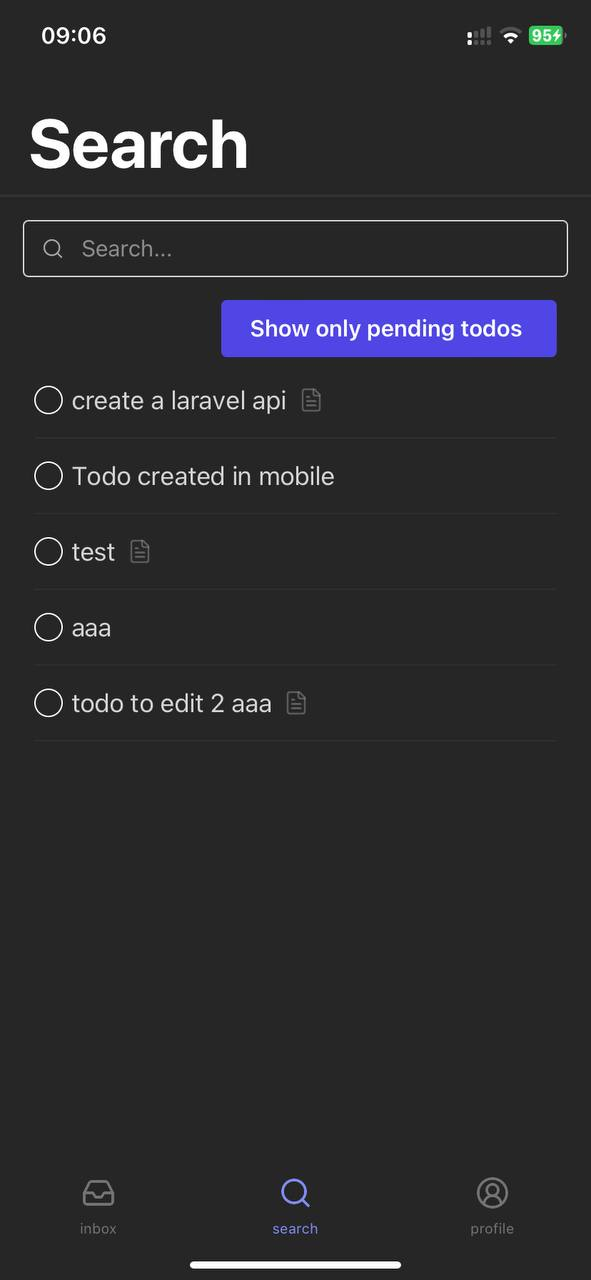 09:06
95
Search
Search...
Show only pending todos
create a laravel api
Todo created in mobile
test
aaa
todo to edit 2 aaa
inbox
search
profile